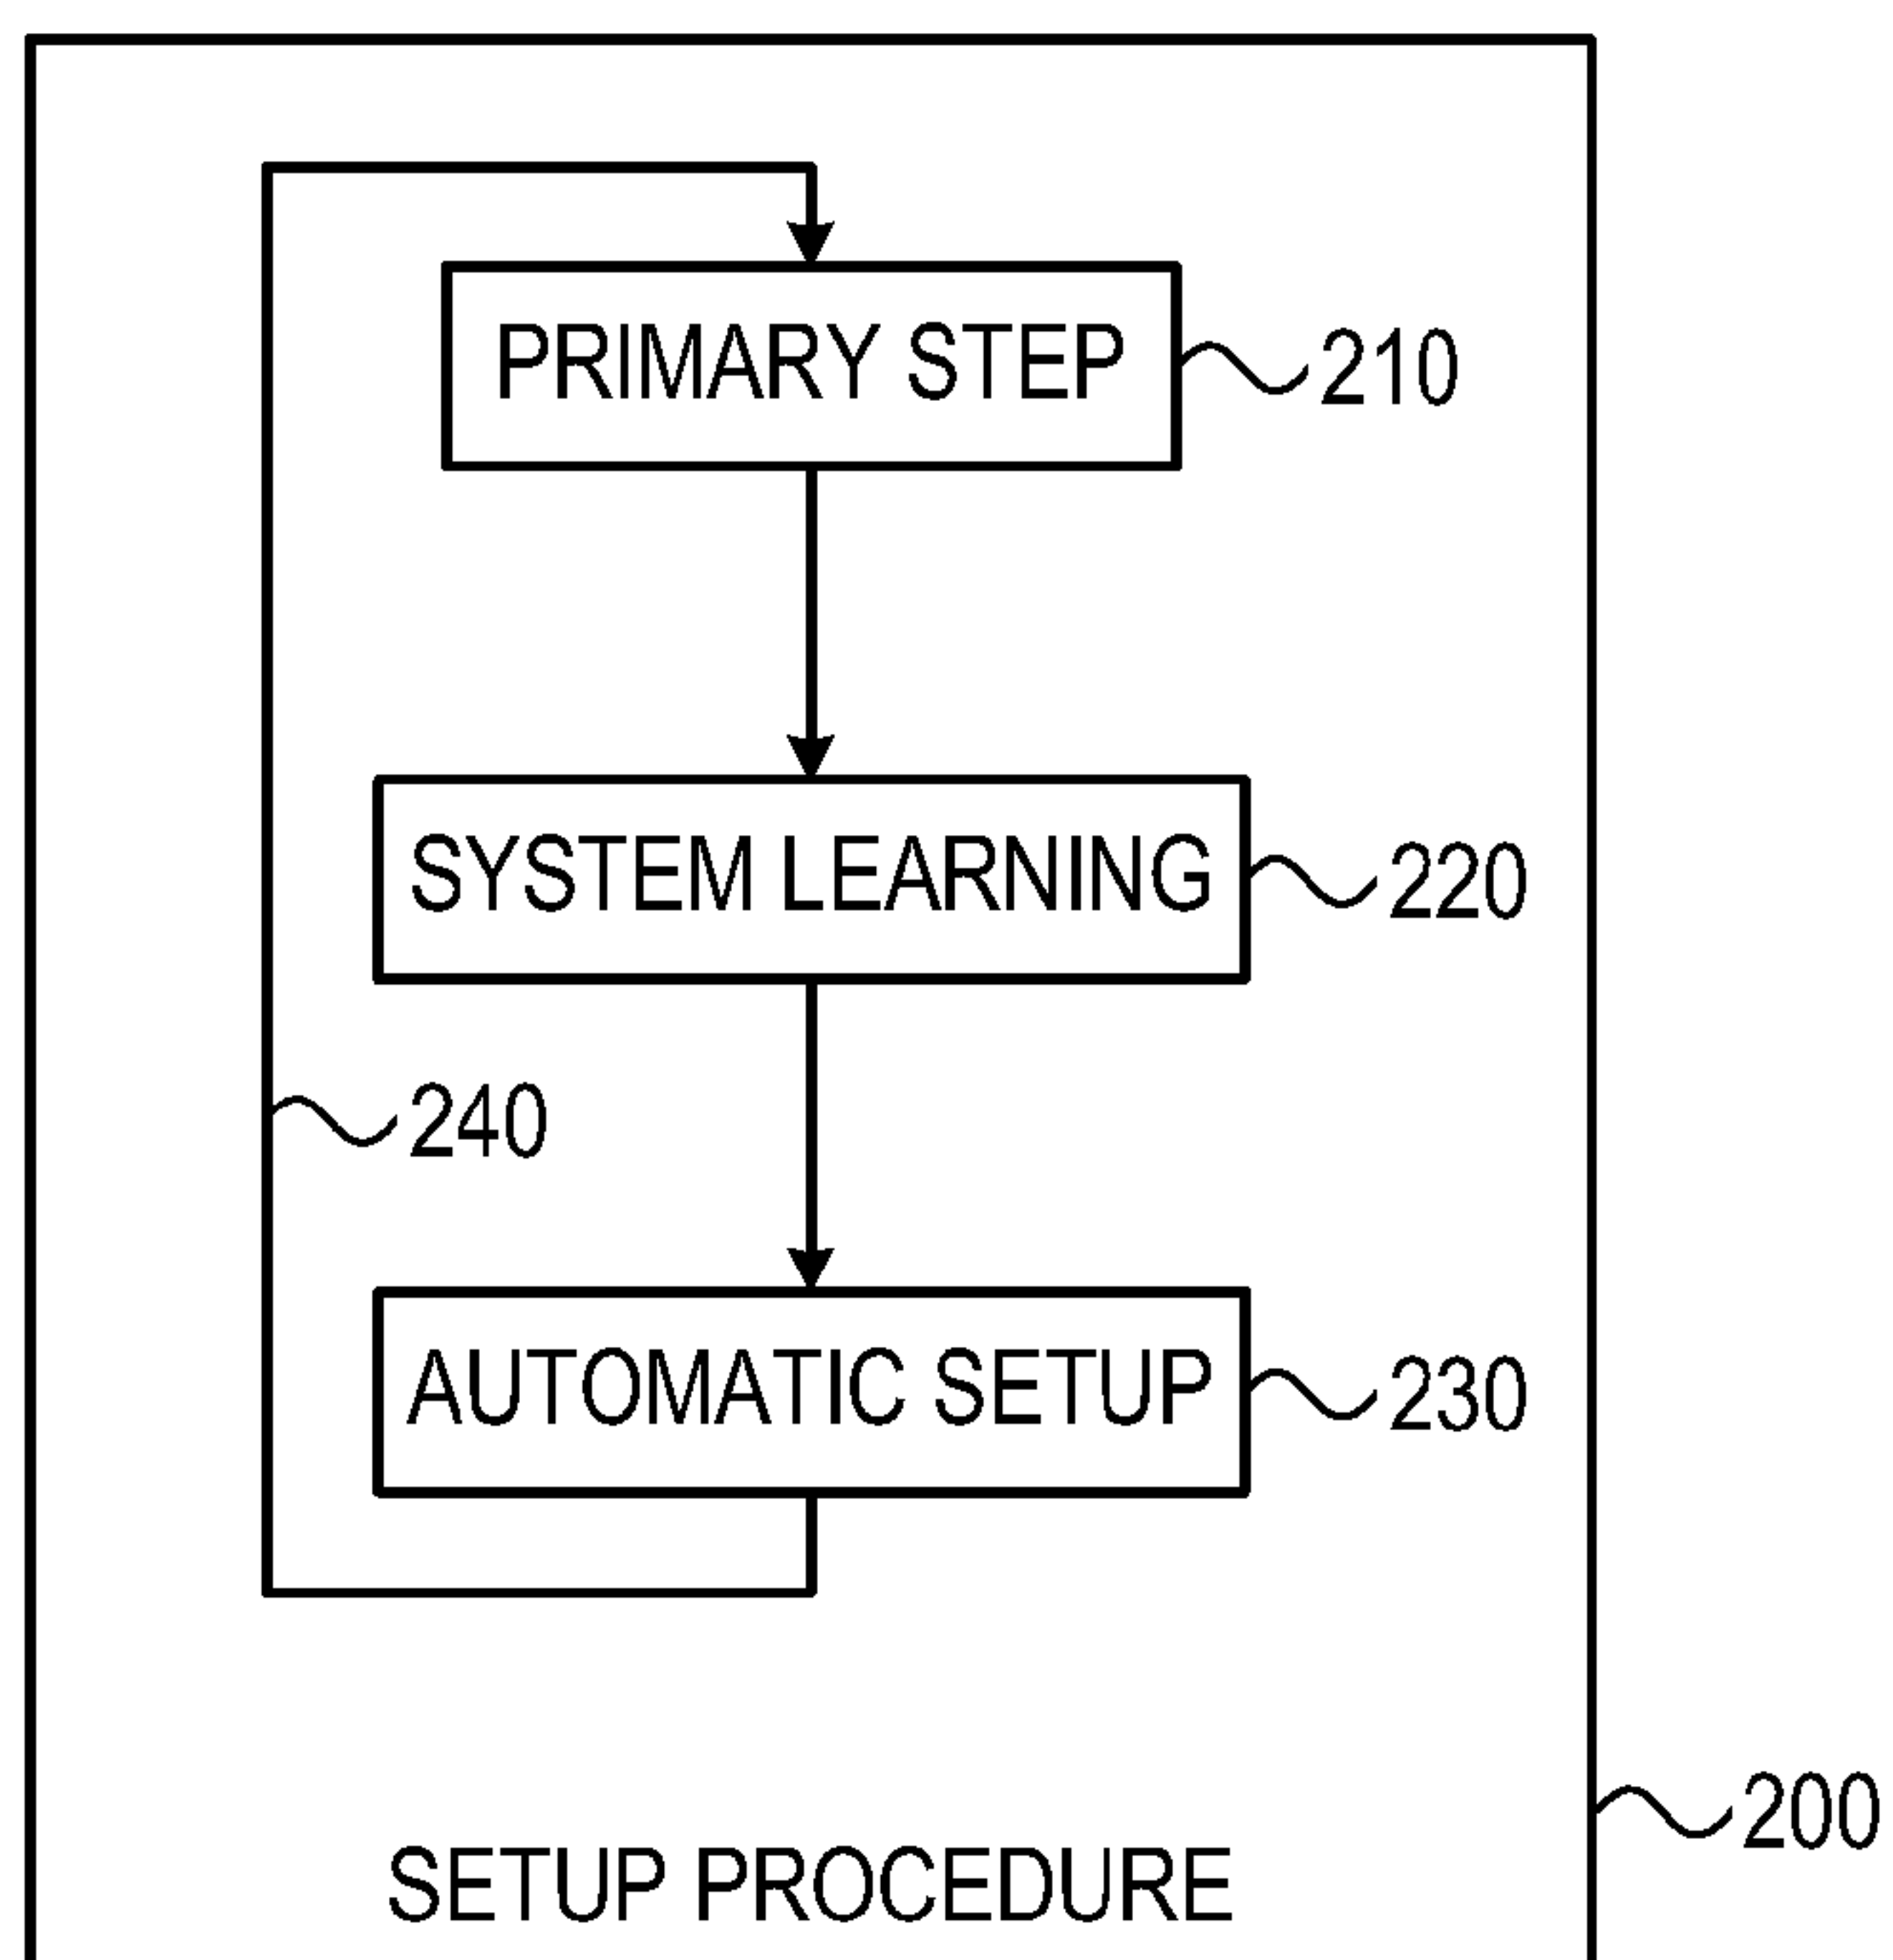 PRIMARY STEP 210
SYSTEM LEARNING 220
240
AUTOMATIC SETUP 230
200
SETUP PROCEDURE